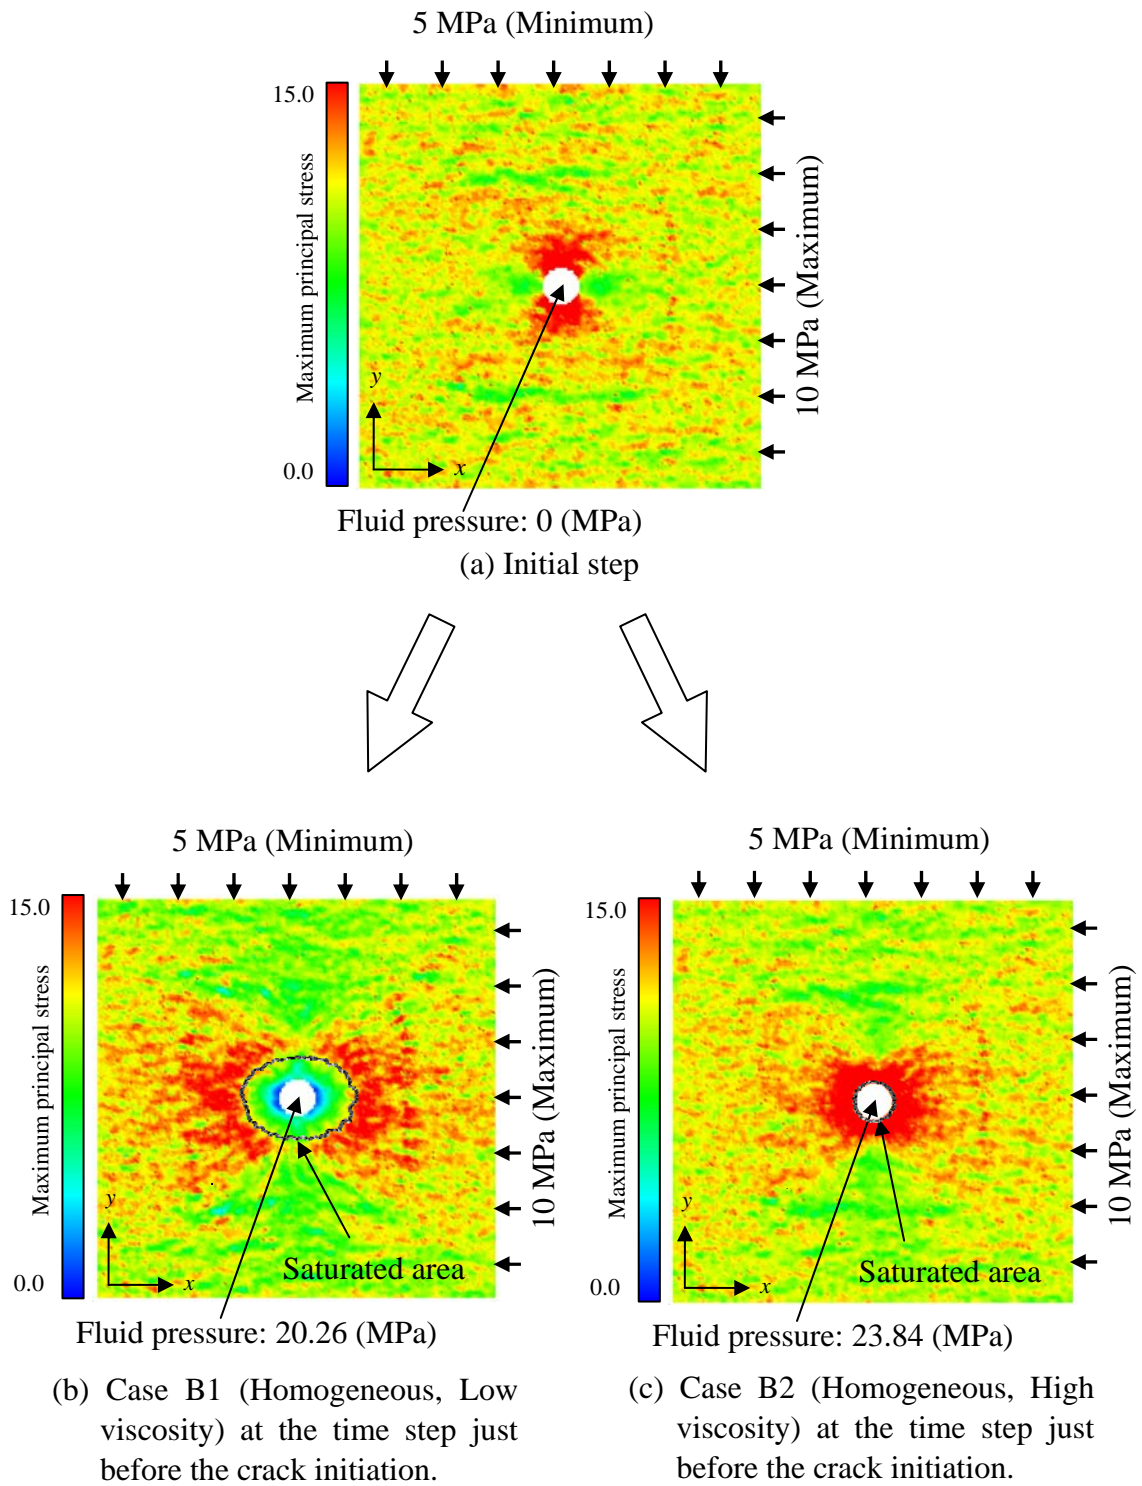 5 MPa (Minimum)
15.0
Maximum principal stress
10 MPa (Maximum)
y
x
0.0
Fluid pressure: 0 (MPa)
(a) Initial step
5 MPa (Minimum)
15.0
Maximum principal stress
10 MPa (Maximum)
y
x
Saturated area
0.0
Fluid pressure: 20.26 (MPa)
(b) Case B1 (Homogeneous, Low
viscosity) at the time step just
before the crack initiation.
5 MPa (Minimum)
15.0
Maximum principal stress
10 MPa (Maximum)
y
x
Saturated area
0.0
Fluid pressure: 23.84 (MPa)
(c) Case B2 (Homogeneous, High
viscosity) at the time step just
before the crack initiation.